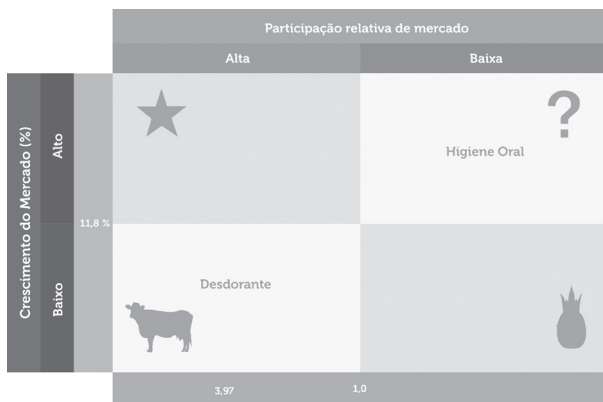 Participação relativa de mercado
Alta
Baixa
Crescimento do Mercado (%)
Alto
Baixo
11,8 %
?
Higiene Oral
Desdorante
3,97
1,0